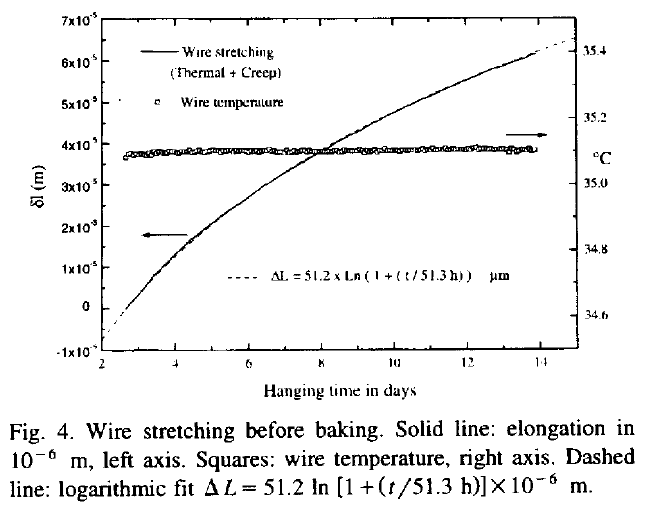 7x10⁻⁵
6x10⁻⁵
5x10⁻⁵
4x10⁻⁵
3x10⁻⁵
2x10⁻⁵
1x10⁻⁵
0
-1x10⁻⁵
δl (m)
Wire stretching
(Thermal + Creep)
Wire temperature
ΔL = 51.2 x Ln ( 1 + ( t / 51.3 h) ) μm
35.4
35.2
°C
35.0
34.8
34.6
2 4 6 8 10 12 14
Hanging time in days
Fig. 4. Wire stretching before baking. Solid line: elongation in
10⁻⁶ m, left axis. Squares: wire temperature, right axis. Dashed
line: logarithmic fit Δ L = 51.2 ln [1 + (t/51.3 h)] × 10⁻⁶ m.